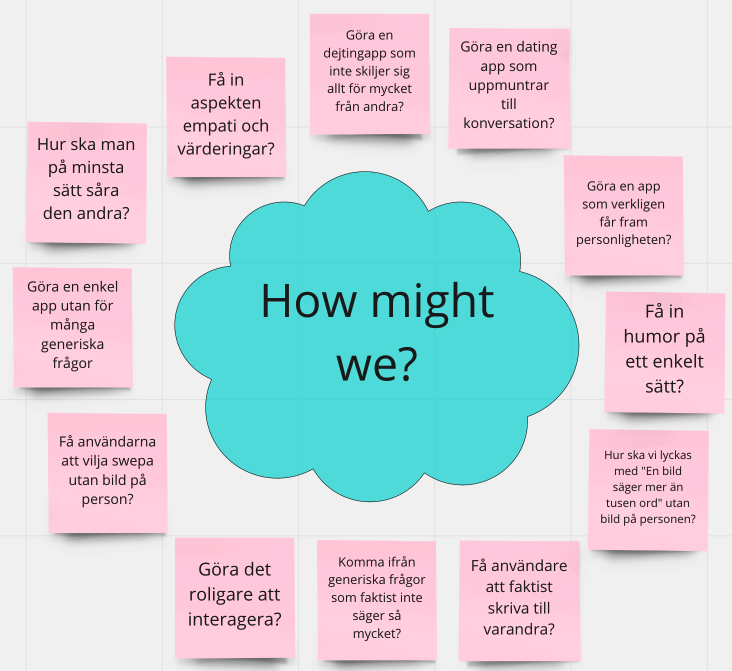 Göra en
dejtingapp som
inte skiljer sig
allt för mycket
från andra?
Göra en dating
app som
uppmuntrar
till
konversation?
Få in
aspekten
empati och
värderingar?
Hur ska man
på minsta
sätt såra
den andra?
Göra en app
som verkligen
får fram
personligheten?
Göra en enkel
app utan för
många
generiska
frågor
How might
we?
Få in
humor på
ett enkelt
sätt?
Få användarna
att vilja swepa
utan bild på
person?
Hur ska vi lyckas
med "En bild
säger mer än
tusen ord" utan
bild på personen?
Göra det
roligare att
interagera?
Komma ifrån
generiska frågor
som faktist inte
säger så
mycket?
Få användare
att faktist
skriva till
varandra?